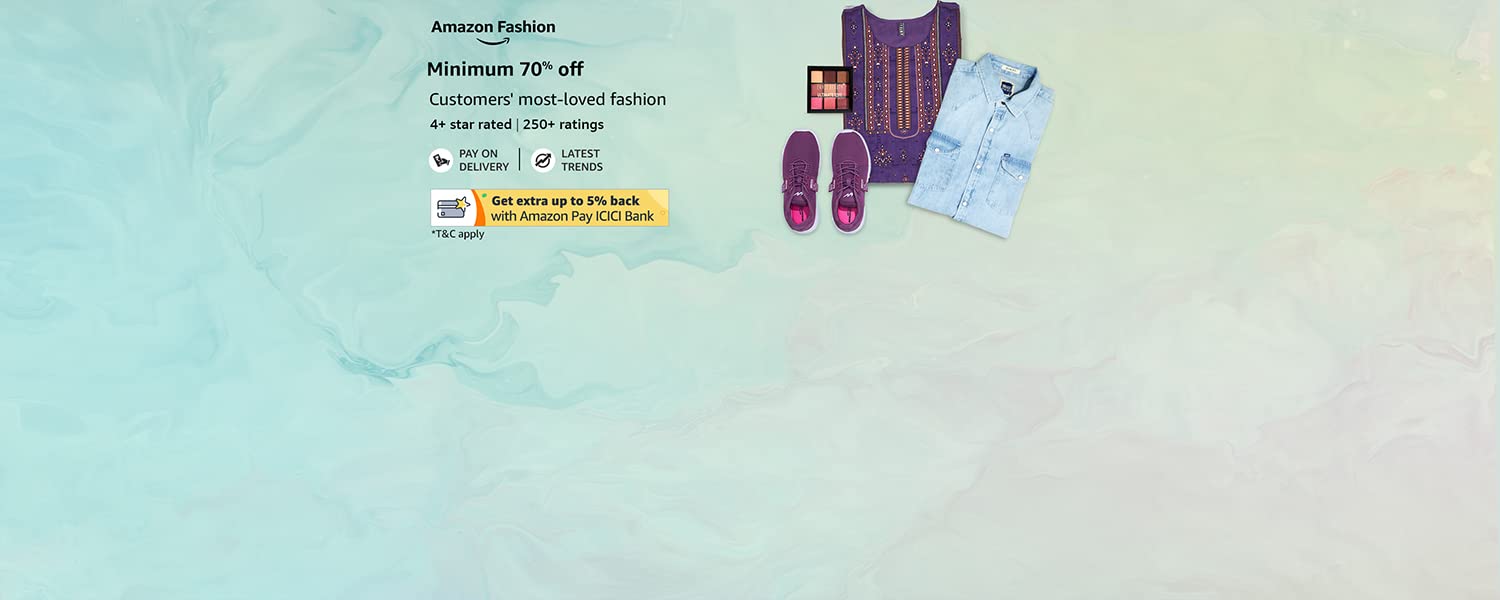 Amazon Fashion
Minimum 70% off
Customers' most-loved fashion
4+ star rated | 250+ ratings
PAY ON
DELIVERY
LATEST
TRENDS
Get extra up to 5% back
with Amazon Pay ICICI Bank
*T&C apply